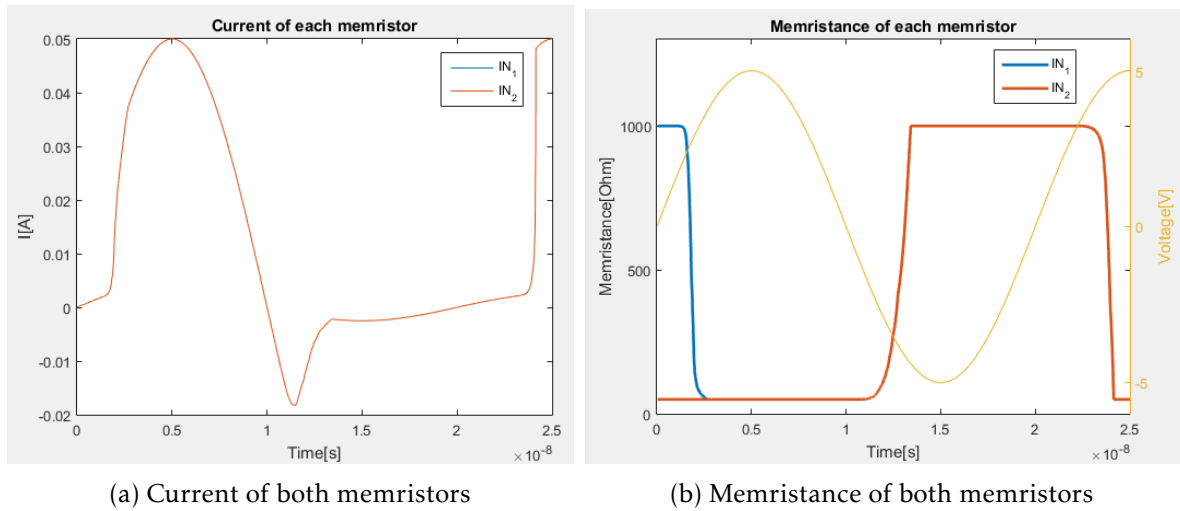 Current of each memristor
I[A]
0.05
0.04
0.03
0.02
0.01
0
-0.01
-0.02
IN1
IN2
0 0.5 1 1.5 2 2.5
Time[s]
×10-8
(a) Current of both memristors
Memristance of each memristor
Memristance[Ohm]
1000
500
0
IN1
IN2
5
0
-5
Voltage[V]
0 0.5 1 1.5 2 2.5
Time[s]
×10-8
(b) Memristance of both memristors